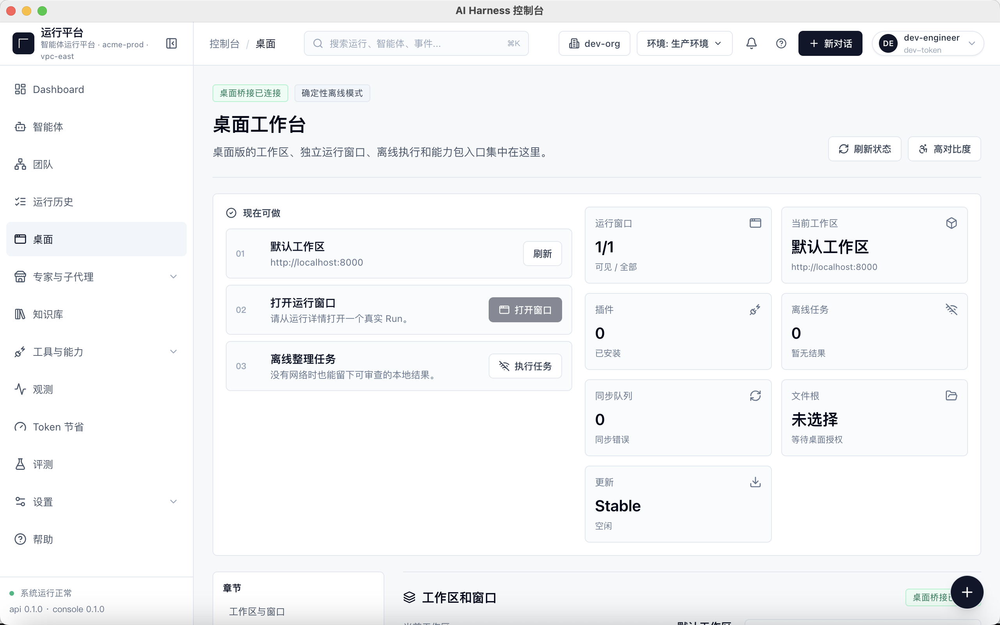 AI Harness 控制台
运行平台
智能体运行平台 · acme-prod ·
vpc-east
控制台 / 桌面
搜索运行、智能体、事件...
⌘K
dev-org
环境: 生产环境
新对话
DE
dev-engineer
dev-token
Dashboard
智能体
团队
运行历史
桌面
专家与子代理
知识库
工具与能力
观测
Token 节省
评测
设置
帮助
系统运行正常
api 0.1.0 · console 0.1.0
桌面桥接已连接
确定性离线模式
桌面工作台
桌面版的工作区、独立运行窗口、离线执行和能力包入口集中在这里。
刷新状态
高对比度
现在可做
01
默认工作区
http://localhost:8000
刷新
02
打开运行窗口
请从运行详情打开一个真实 Run。
打开窗口
03
离线整理任务
没有网络时也能留下可审查的本地结果。
执行任务
运行窗口
1/1
可见 / 全部
当前工作区
默认工作区
http://localhost:8000
插件
0
已安装
离线任务
0
暂无结果
同步队列
0
同步错误
文件根
未选择
等待桌面授权
更新
Stable
空闲
章节
工作区与窗口
工作区和窗口
桌面桥接
当前工作区
默认工作区